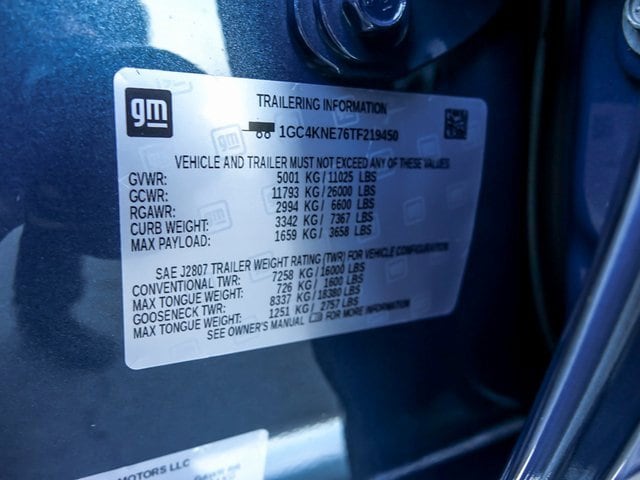 gm
TRAILERING INFORMATION
1GC4KNE76TF219450
VEHICLE AND TRAILER MUST NOT EXCEED ANY OF THESE VALUES
GVWR: 5001 KG/11025 LBS
GCWR: 11793 KG/ 26000 LBS
RGAWR: 2994 KG/ 6600 LBS
CURB WEIGHT: 3342 KG/ 7367 LBS
MAX PAYLOAD: 1659 KG/ 3658 LBS
SAE J2807 TRAILER WEIGHT RATING (TWR) FOR VEHICLE CONFIGURATION
CONVENTIONAL TWR: 7258 KG/16000 LBS
MAX TONGUE WEIGHT: 726 KG/ 1600 LBS
GOOSENECK TWR: 8337 KG/18380 LBS
MAX TONGUE WEIGHT: 1251 KG/ 2757 LBS
SEE OWNER'S MANUAL FOR MORE INFORMATION
MOTORS LLC